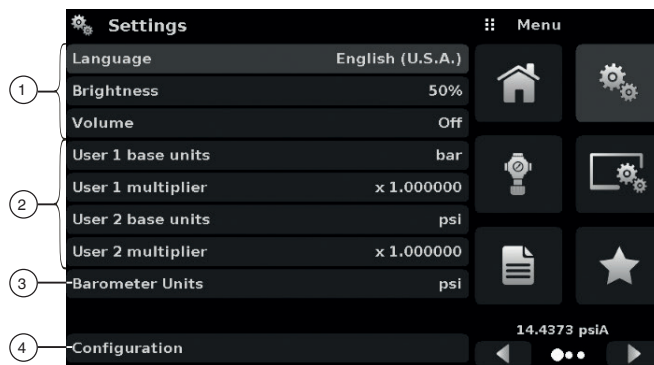 Settings
Menu
1
Language English (U.S.A.)
Brightness 50%
Volume Off
2
User 1 base units bar
User 1 multiplier x 1.000000
User 2 base units psi
User 2 multiplier x 1.000000
3
Barometer Units psi
14.4373 psiA
4
Configuration